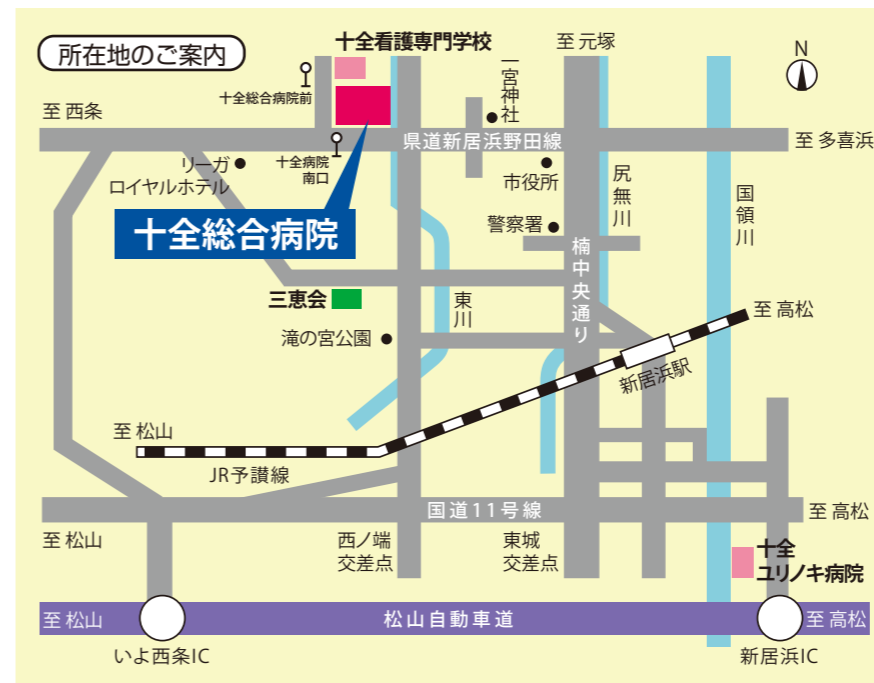 所在地のご案内
十全看護専門学校
至 元塚
N
十全総合病院前
一宮神社
至 西条
県道新居浜野田線
至 多喜浜
リーガ
ロイヤルホテル
十全病院
南口
市役所
尻無川
国領川
十全総合病院
警察署
楠中央通り
三恵会
東川
至 高松
滝の宮公園
新居浜駅
至 松山
JR予讃線
国道11号線
至 高松
至 松山
西ノ端
交差点
東城
交差点
十全
ユリノキ病院
至 松山
松山自動車道
至 高松
いよ西条IC
新居浜IC